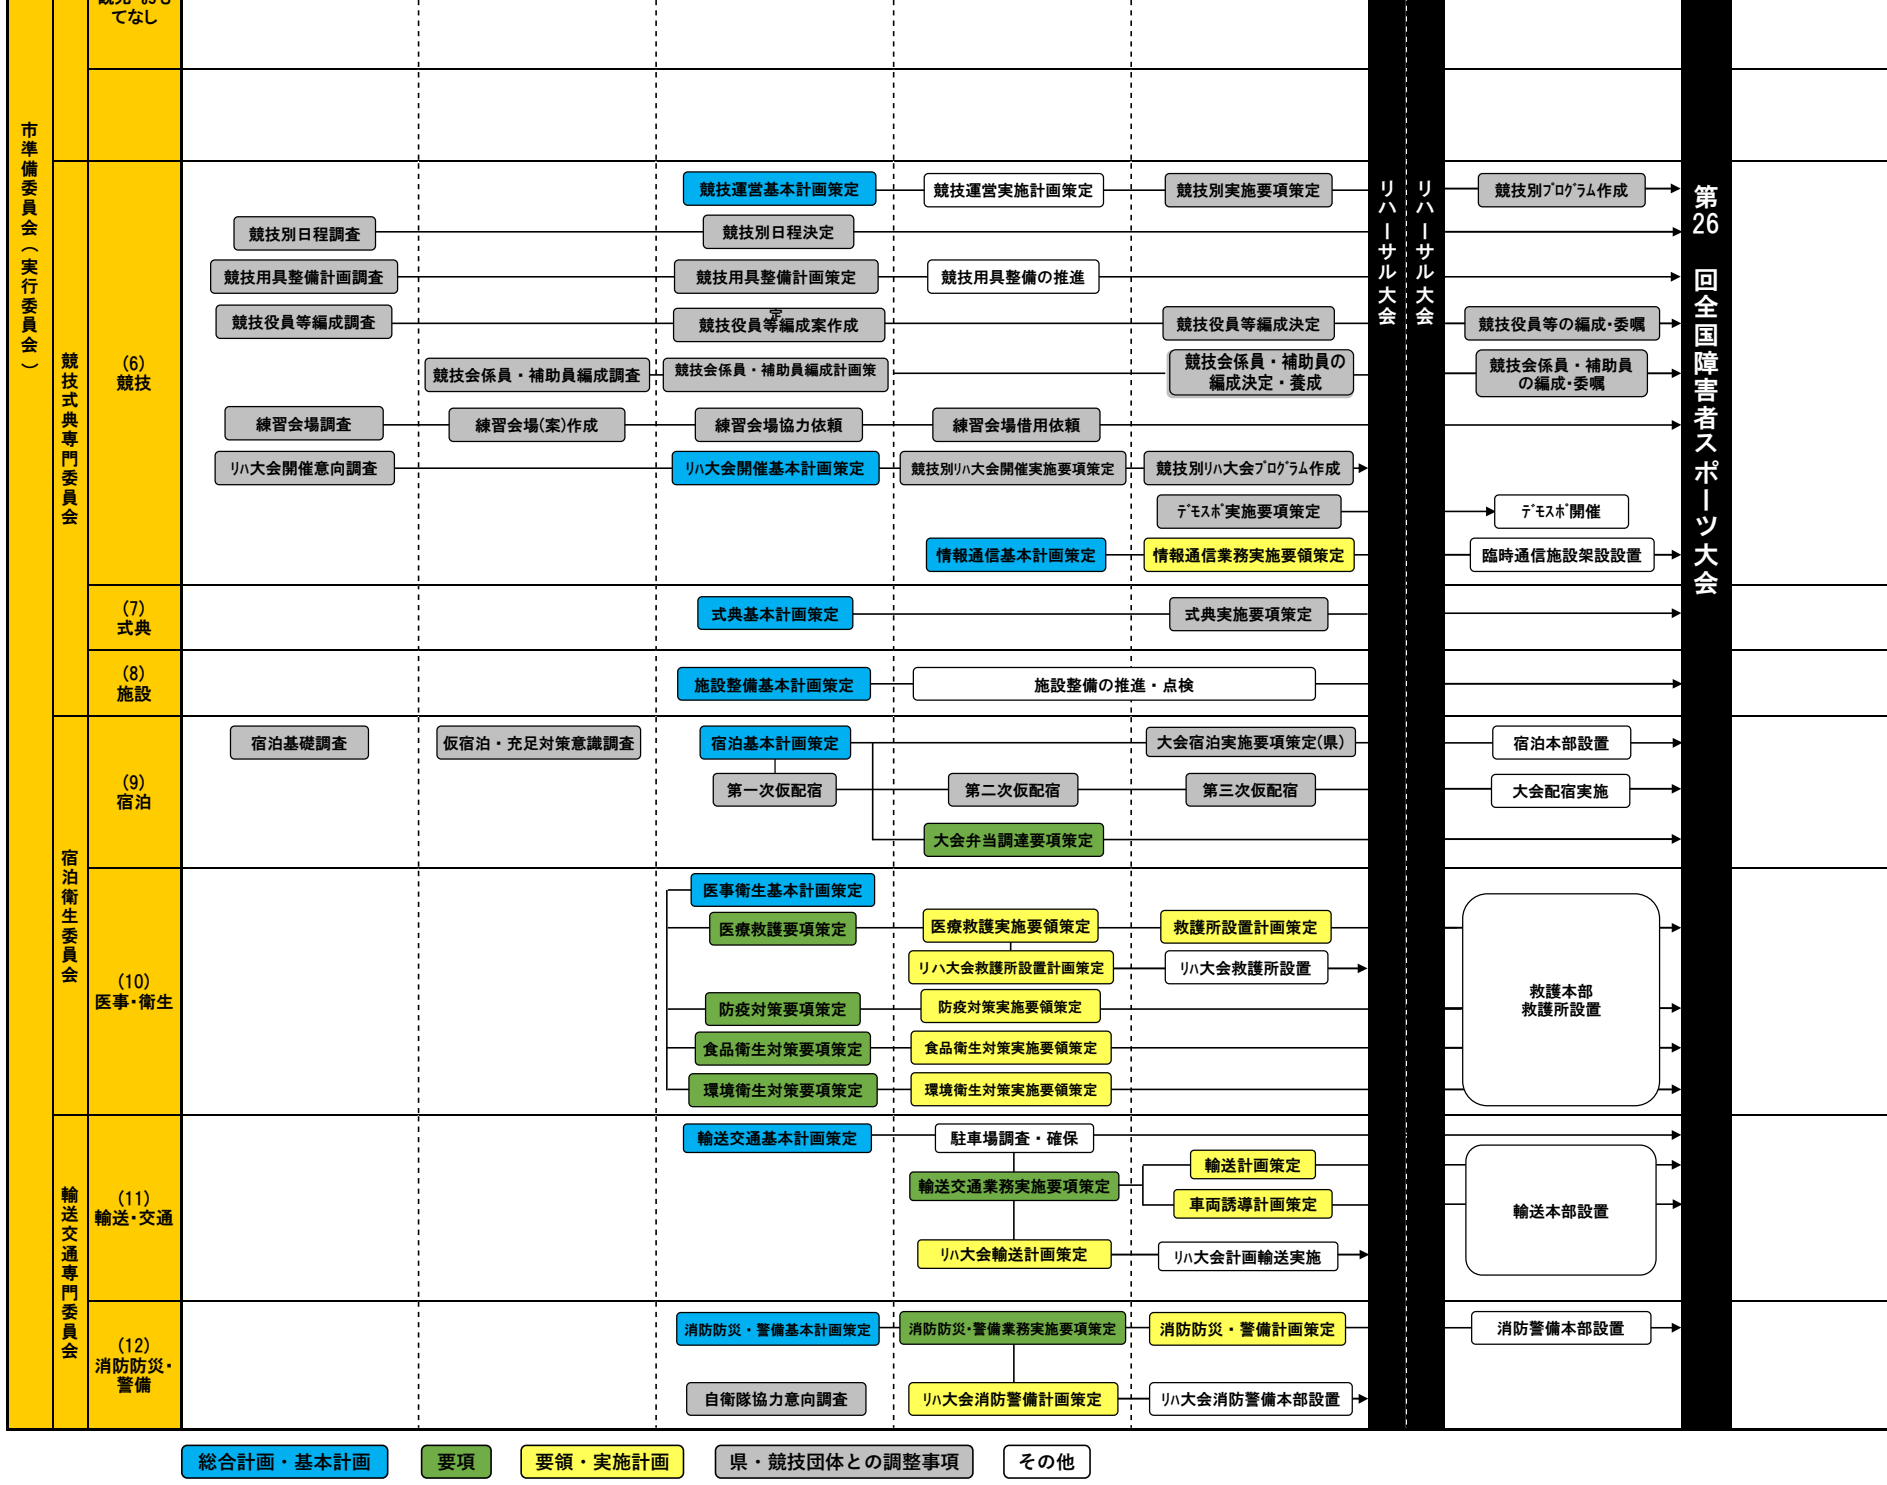 てなし
市準備委員会(実行委員会)
競技式典専門委員会
宿泊衛生委員会
輸送交通専門委員会
リハーサル大会
リハーサル大会
第26 回全国障害者スポーツ大会
(6)
競技
競技運営基本計画策定
競技運営実施計画策定
競技別実施要項策定
競技別プログラム作成
競技別日程調査
競技別日程決定
競技用具整備計画調査
競技用具整備計画策定
競技用具整備の推進
競技役員等編成調査
定
競技役員等編成案作成
競技役員等編成決定
競技役員等の編成・委嘱
競技会係員・補助員編成調査
競技会係員・補助員編成計画策
競技会係員・補助員の
編成決定・養成
競技会係員・補助員
の編成・委嘱
練習会場調査
練習会場(案)作成
練習会場協力依頼
練習会場借用依頼
リハ大会開催意向調査
リハ大会開催基本計画策定
競技別リハ大会開催実施要項策定
競技別リハ大会プログラム作成
デモスポ実施要項策定
デモスポ開催
情報通信基本計画策定
情報通信業務実施要領策定
臨時通信施設架設設置
(7)
式典
式典基本計画策定
式典実施要項策定
(8)
施設
施設整備基本計画策定
施設整備の推進・点検
(9)
宿泊
宿泊基礎調査
仮宿泊・充足対策意識調査
宿泊基本計画策定
大会宿泊実施要項策定(県)
宿泊本部設置
第一次仮配宿
第二次仮配宿
第三次仮配宿
大会配宿実施
大会弁当調達要項策定
(10)
医事・衛生
医事衛生基本計画策定
医療救護要項策定
医療救護実施要領策定
救護所設置計画策定
リハ大会救護所設置計画策定
リハ大会救護所設置
救護本部
救護所設置
防疫対策要項策定
防疫対策実施要領策定
食品衛生対策要項策定
食品衛生対策実施要領策定
環境衛生対策要項策定
環境衛生対策実施要領策定
(11)
輸送・交通
輸送交通基本計画策定
駐車場調査・確保
輸送計画策定
輸送交通業務実施要項策定
車両誘導計画策定
輸送本部設置
リハ大会輸送計画策定
リハ大会計画輸送実施
(12)
消防防災・
警備
消防防災・警備基本計画策定
消防防災・警備業務実施要項策定
消防防災・警備計画策定
消防警備本部設置
自衛隊協力意向調査
リハ大会消防警備計画策定
リハ大会消防警備本部設置
総合計画・基本計画
要項
要領・実施計画
県・競技団体との調整事項
その他